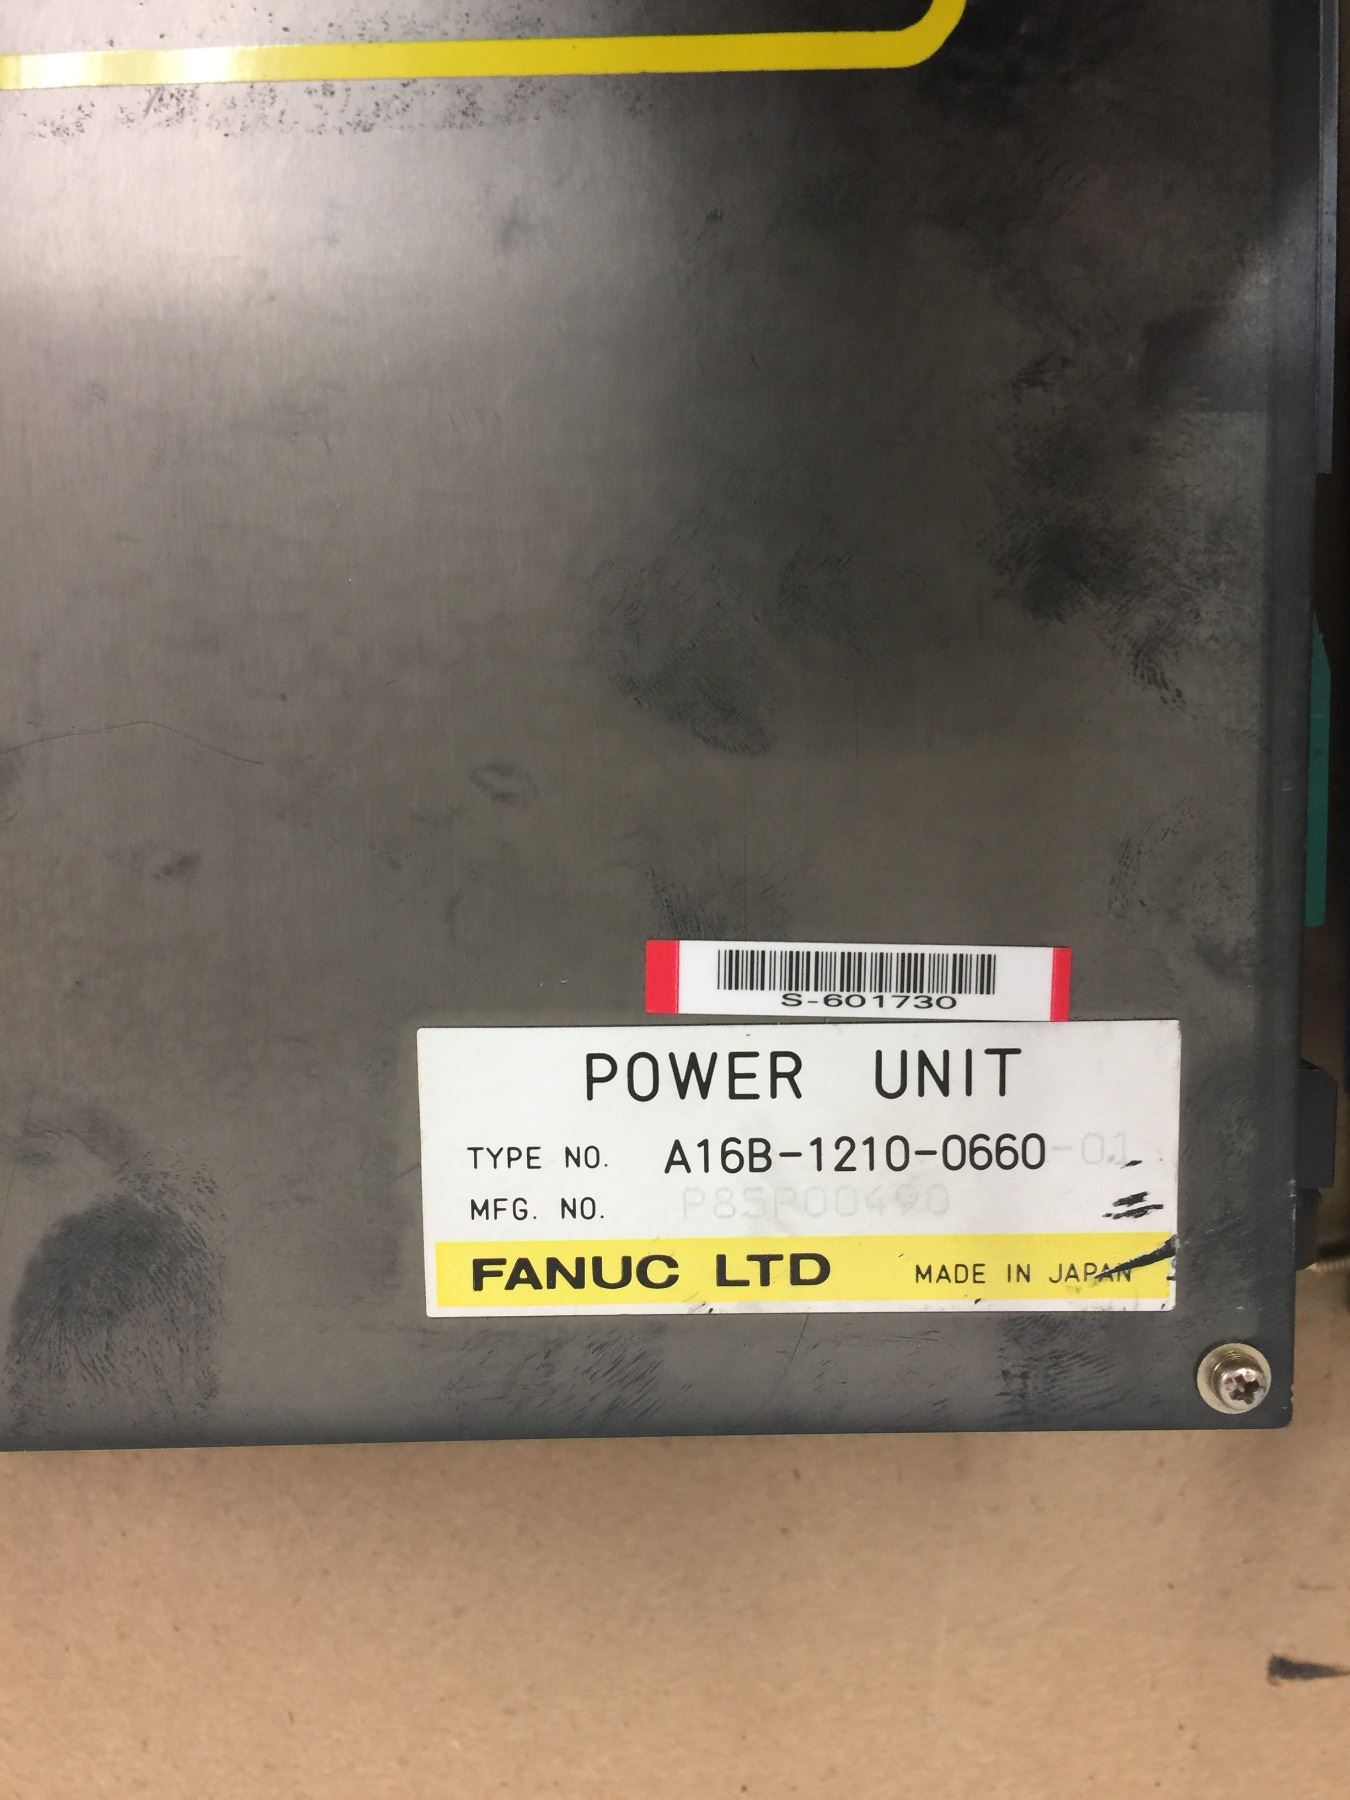 S-601730
POWER UNIT
TYPE NO. A16B-1210-0660-01
MFG. NO. P85P00490
FANUC LTD MADE IN JAPAN